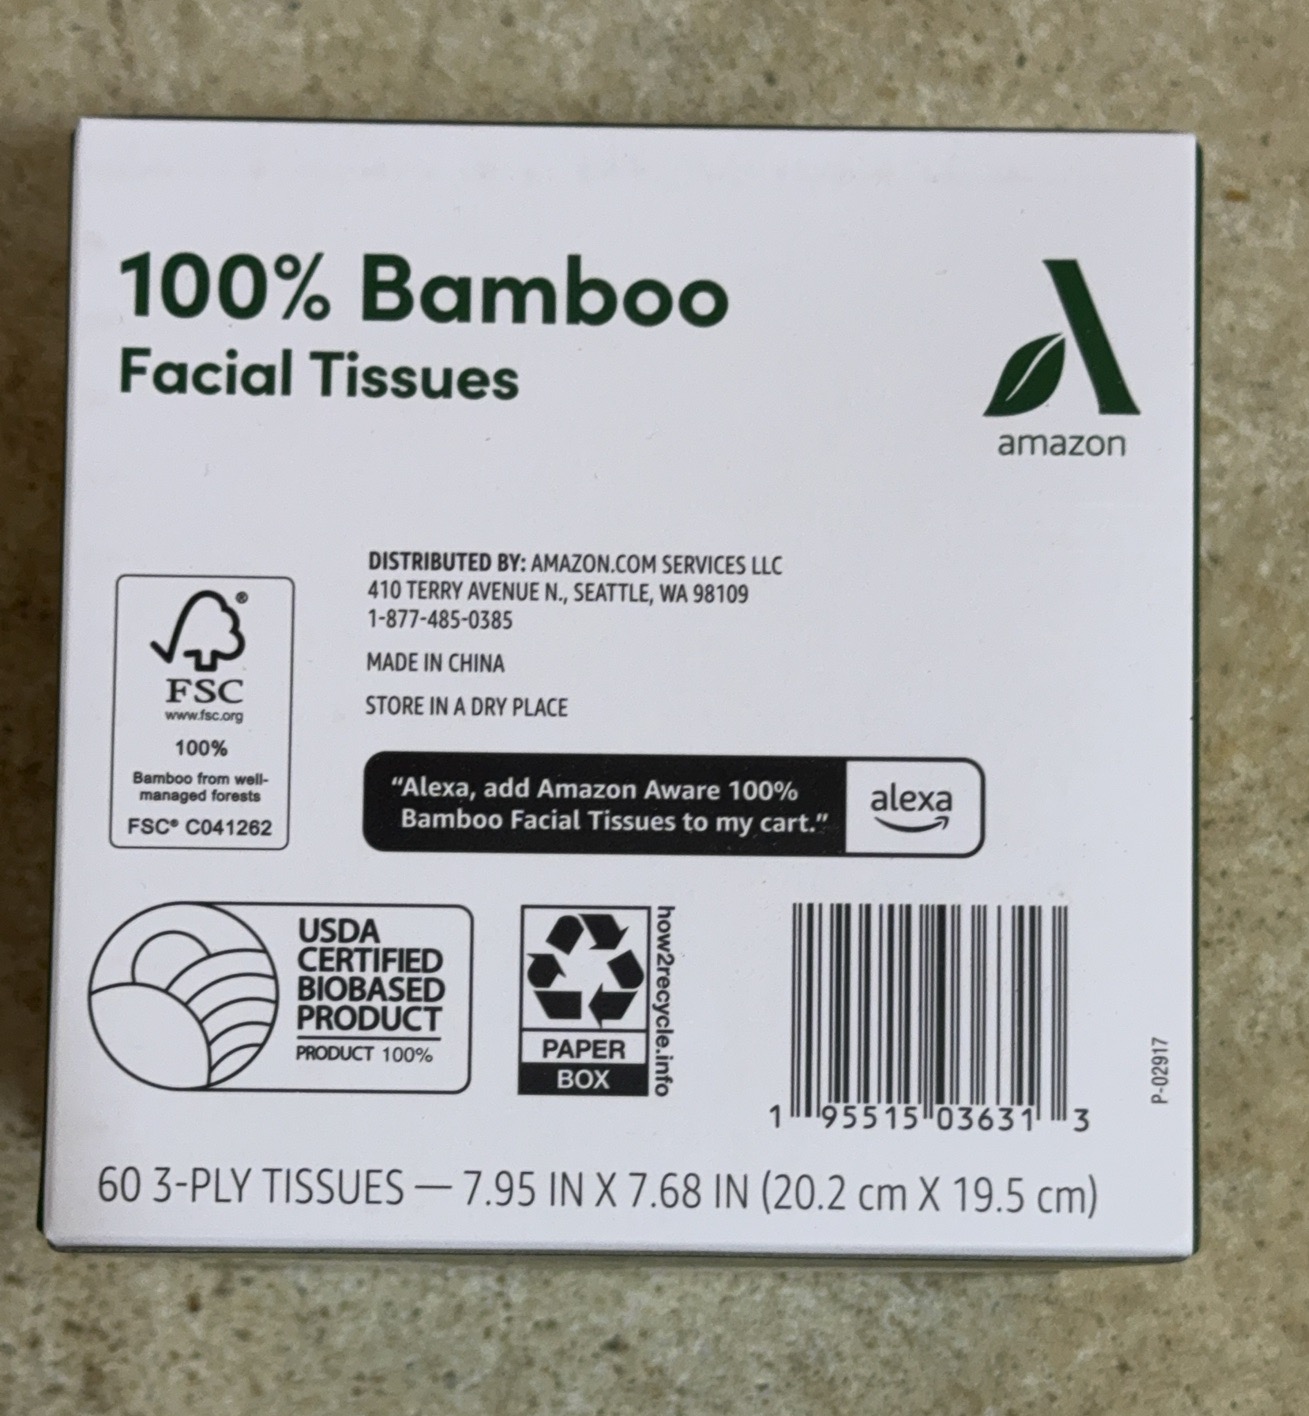 100% Bamboo
Facial Tissues
amazon
DISTRIBUTED BY: AMAZON.COM SERVICES LLC
410 TERRY AVENUE N., SEATTLE, WA 98109
1-877-485-0385
MADE IN CHINA
STORE IN A DRY PLACE
®
FSC
www.fsc.org
100%
Bamboo from well-
managed forests
FSC® C041262
“Alexa, add Amazon Aware 100%
Bamboo Facial Tissues to my cart.”
alexa
USDA
CERTIFIED
BIOBASED
PRODUCT
PRODUCT 100%
PAPER
BOX
how2recycle.info
1 95515 03631 3
P-02917
60 3-PLY TISSUES — 7.95 IN X 7.68 IN (20.2 cm X 19.5 cm)